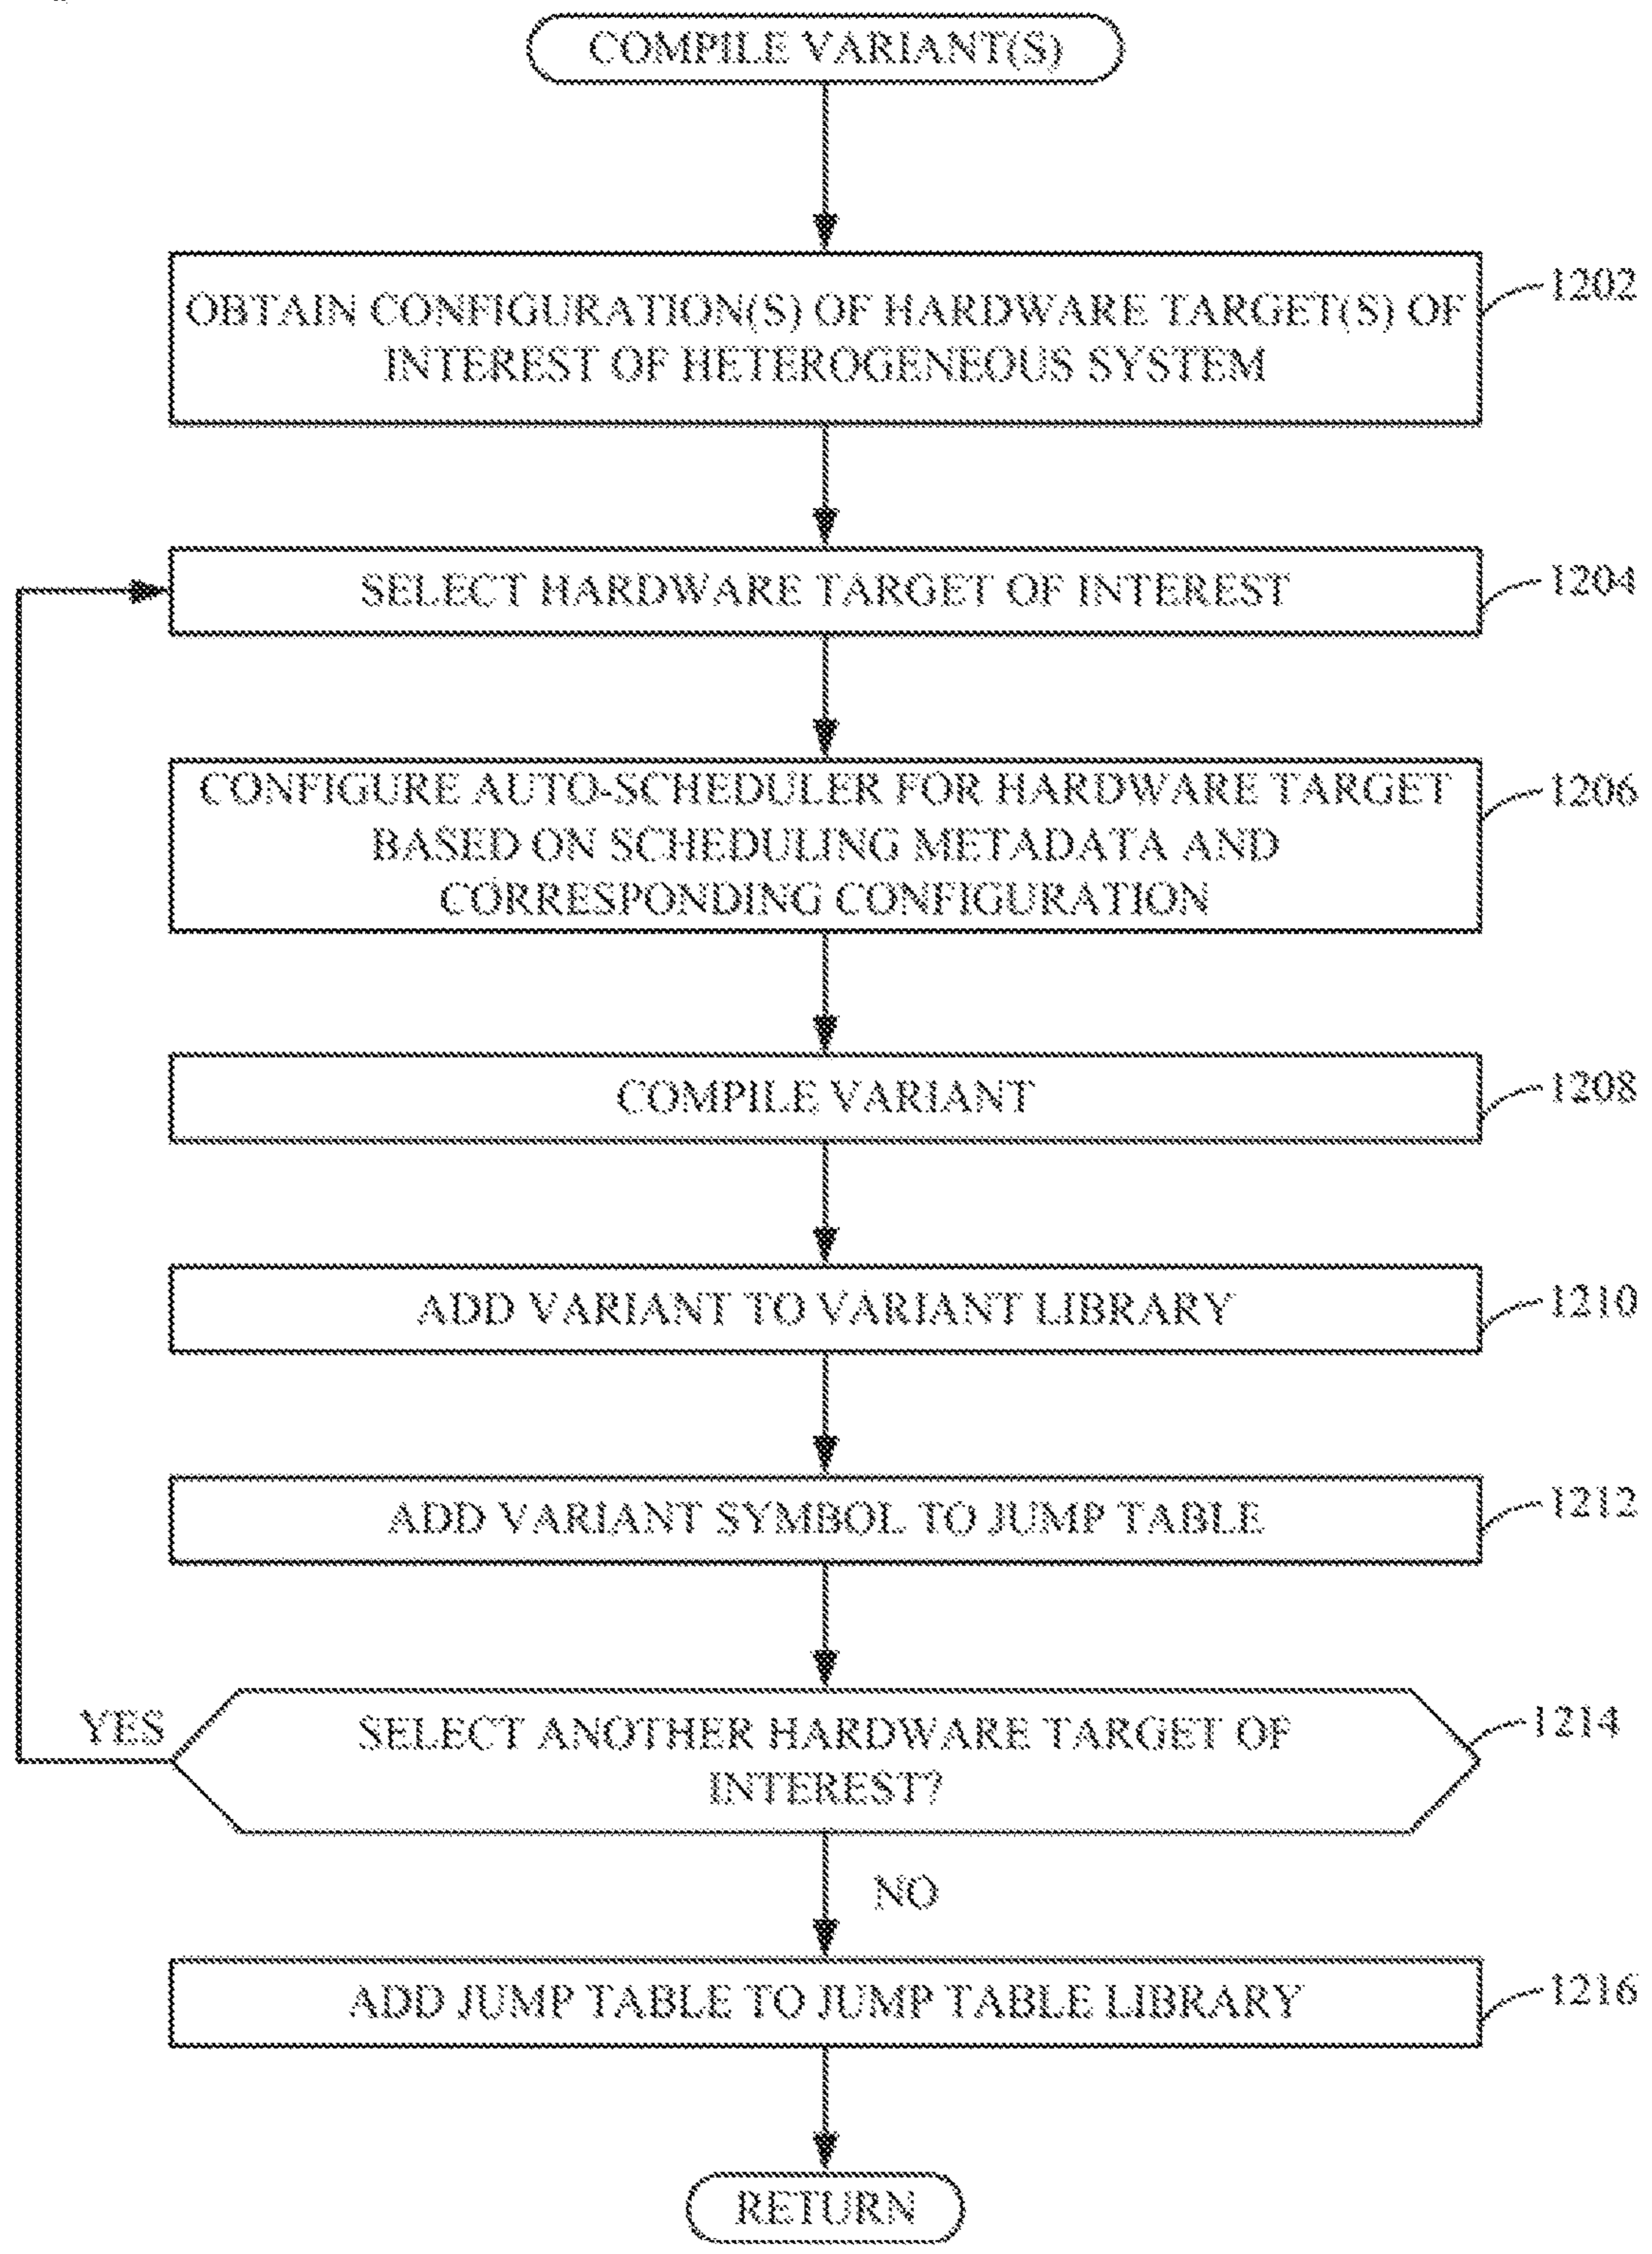 COMPILE VARIANT(S)
OBTAIN CONFIGURATION(S) OF HARDWARE TARGET(S) OF
INTEREST OF HETEROGENEOUS SYSTEM
1202
SELECT HARDWARE TARGET OF INTEREST
1204
CONFIGURE AUTO-SCHEDULER FOR HARDWARE TARGET
BASED ON SCHEDULING METADATA AND
CORRESPONDING CONFIGURATION
1206
COMPILE VARIANT
1208
ADD VARIANT TO VARIANT LIBRARY
1210
ADD VARIANT SYMBOL TO JUMP TABLE
1212
YES
SELECT ANOTHER HARDWARE TARGET OF
INTEREST?
1214
NO
ADD JUMP TABLE TO JUMP TABLE LIBRARY
1216
RETURN